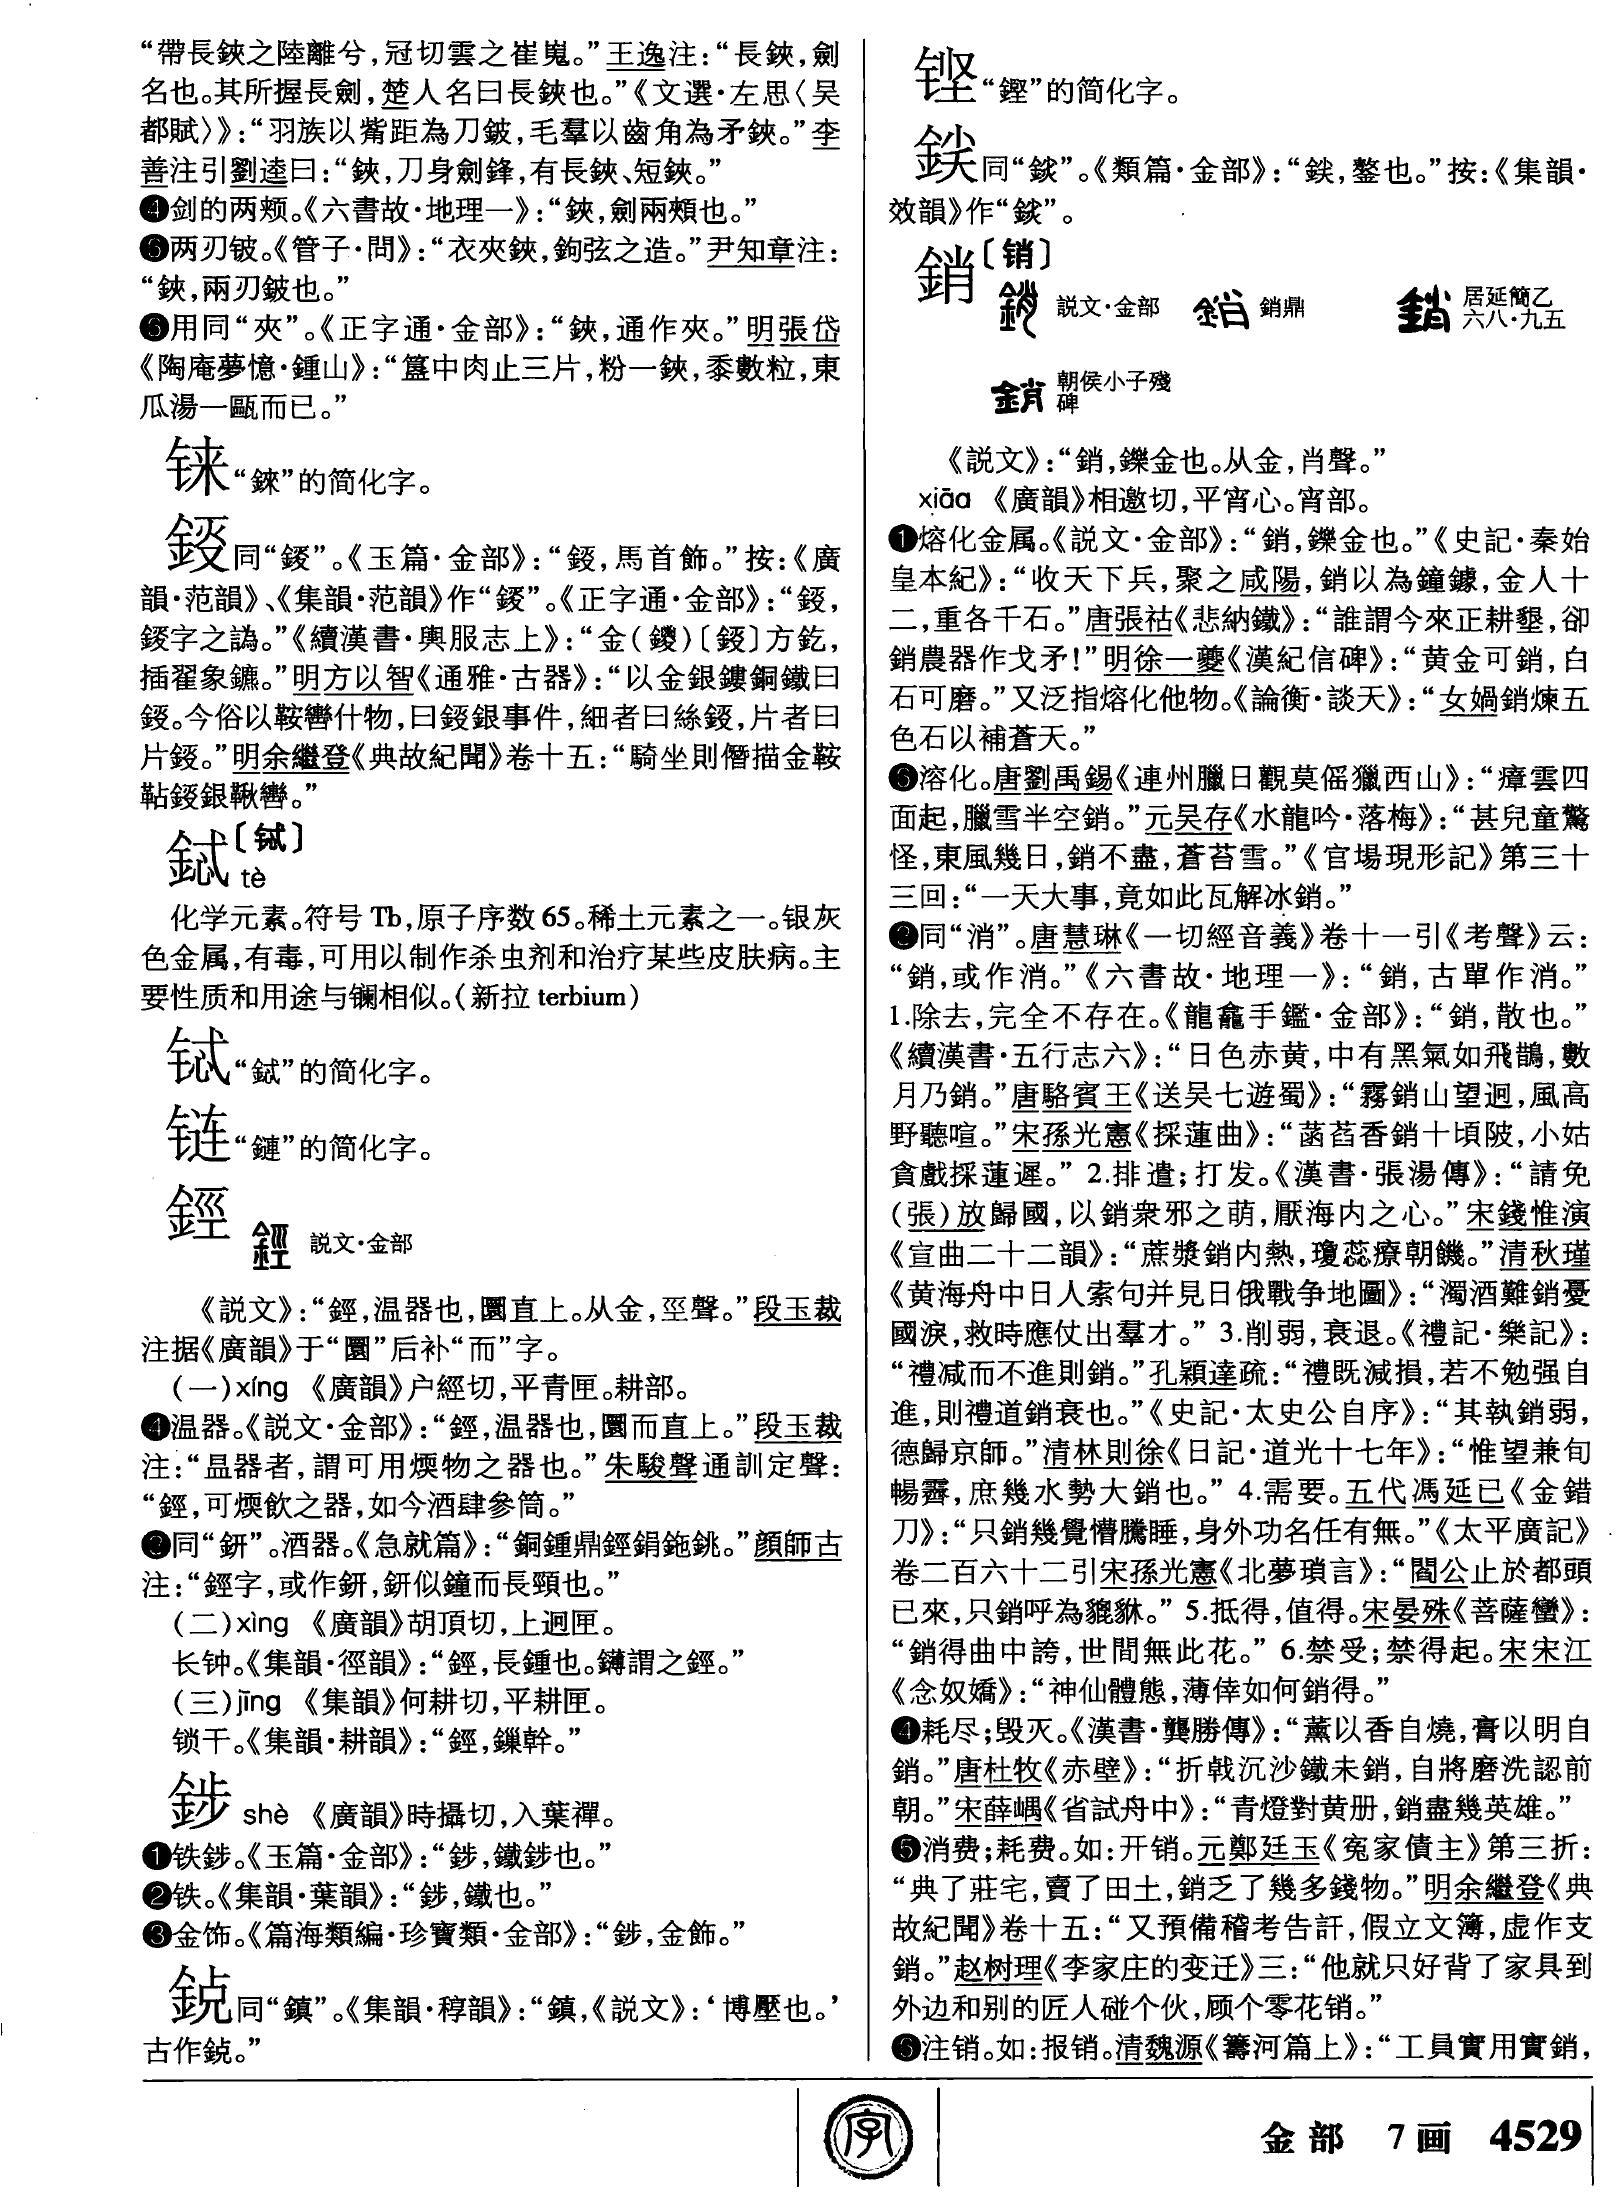 “帶長鋏之陸離兮，冠切雲之崔嵬。”王逸注：“長鋏，劍
名也。其所握長劍，楚人名曰長鋏也。”《文選·左思〈吴
都賦〉》：“羽族以觜距為刀鈹，毛羣以齒角為矛鋏。”李
善注引劉逵曰：“鋏，刀身劍鋒，有長鋏、短鋏。”
❹剑的两颊。《六書故·地理一》：“鋏，劍兩頰也。”
❺两刃铍。《管子·問》：“衣夾鋏，鉤弦之造。”尹知章注：
“鋏，兩刃鈹也。”
❻用同“夾”。《正字通·金部》：“鋏，通作夾。”明張岱
《陶庵夢憶·鍾山》：“簋中肉止三片，粉一鋏，黍數粒，東
瓜湯一甌而已。”
铼“錸”的简化字。
鋄同“錽”。《玉篇·金部》：“鋄，馬首飾。”按：《廣
韻·范韻》、《集韻·范韻》作“錽”。《正字通·金部》：“鋄，
錽字之譌。”《續漢書·輿服志上》：“金（鍐）〔鋄〕方釳，
插翟象鑣。”明方以智《通雅·古器》：“以金銀鏤銅鐵曰
鋄。今俗以鞍轡什物，曰鋄銀事件，細者曰絲鋄，片者曰
片鋄。”明余繼登《典故紀聞》卷十五：“騎坐則僭描金鞍
䩞鋄銀鞦轡。”
鋱〔铽〕
tè
化学元素。符号 Tb，原子序数 65。稀土元素之一。银灰
色金属，有毒，可用以制作杀虫剂和治疗某些皮肤病。主
要性质和用途与镧相似。（新拉 terbium）
铽“鋱”的简化字。
链“鏈”的简化字。
鋞 説文·金部
《説文》：“鋞，温器也，圜直上。从金，巠聲。”段玉裁
注据《廣韻》于“圜”后补“而”字。
（一）xíng 《廣韻》户經切，平青匣。耕部。
❹温器。《説文·金部》：“鋞，温器也，圜而直上。”段玉裁
注：“昷器者，謂可用煗物之器也。”朱駿聲通訓定聲：
“鋞，可煗飲之器，如今酒肆參筒。”
❷同“鈃”。酒器。《急就篇》：“銅鍾鼎鋞鋗鉇銚。”顔師古
注：“鋞字，或作鈃，鈃似鐘而長頸也。”
（二）xìng 《廣韻》胡頂切，上迥匣。
长钟。《集韻·徑韻》：“鋞，長鍾也。鑮謂之鋞。”
（三）jīng 《集韻》何耕切，平耕匣。
锁干。《集韻·耕韻》：“鋞，鏁幹。”
鉽 shè 《廣韻》時攝切，入葉禪。
❶铁𨧧。《玉篇·金部》：“𨧧，鐵𨧧也。”
❷铁。《集韻·葉韻》：“𨧧，鐵也。”
❸金饰。《篇海類編·珍寶類·金部》：“𨧧，金飾。”
同“鎮”。《集韻·稕韻》：“鎮，《説文》：‘博壓也。’
古作。”
铿“鏗”的简化字。
同“”。《類篇·金部》：“，鏊也。”按：《集韻·
效韻》作“”。
銷〔销〕
説文·金部 銷鼎 居延簡乙
六八·九五
朝侯小子殘
碑
《説文》：“銷，鑠金也。从金，肖聲。”
xiāo 《廣韻》相邀切，平宵心。宵部。
❶熔化金属。《説文·金部》：“銷，鑠金也。”《史記·秦始
皇本紀》：“收天下兵，聚之咸陽，銷以為鐘鐻，金人十
二，重各千石。”唐張祜《悲納鐵》：“誰謂今來正耕墾，卻
銷農器作戈矛！”明徐一夔《漢紀信碑》：“黄金可銷，白
石可磨。”又泛指熔化他物。《論衡·談天》：“女媧銷煉五
色石以補蒼天。”
❻溶化。唐劉禹錫《連州臘日觀莫傜獵西山》：“瘴雲四
面起，臘雪半空銷。”元吴存《水龍吟·落梅》：“甚兒童驚
怪，東風幾日，銷不盡，蒼苔雪。”《官場現形記》第三十
三回：“一天大事，竟如此瓦解冰銷。”
❷同“消”。唐慧琳《一切經音義》卷十一引《考聲》云：
“銷，或作消。”《六書故·地理一》：“銷，古單作消。”
1.除去，完全不存在。《龍龕手鑑·金部》：“銷，散也。”
《續漢書·五行志六》：“日色赤黄，中有黑氣如飛鵲，數
月乃銷。”唐駱賓王《送吴七遊蜀》：“霧銷山望迥，風高
野聽喧。”宋孫光憲《採蓮曲》：“菡萏香銷十頃陂，小姑
貪戲採蓮遲。” 2.排遣；打发。《漢書·張湯傳》：“請免
（張）放歸國，以銷衆邪之萌，厭海内之心。”宋錢惟演
《宣曲二十二韻》：“蔗漿銷内熱，瓊蕊療朝饑。”清秋瑾
《黄海舟中日人索句并見日俄戰争地圖》：“濁酒難銷憂
國淚，救時應仗出羣才。” 3.削弱，衰退。《禮記·樂記》：
“禮减而不進則銷。”孔穎達疏：“禮既減損，若不勉强自
進，則禮道銷衰也。”《史記·太史公自序》：“其執銷弱，
德歸京師。”清林則徐《日記·道光十七年》：“惟望兼旬
暢霽，庶幾水勢大銷也。” 4.需要。五代馮延已《金錯
刀》：“只銷幾覺懵騰睡，身外功名任有無。”《太平廣記》
卷二百六十二引宋孫光憲《北夢瑣言》：“閻公止於都頭
已來，只銷呼為貔貅。” 5.抵得，值得。宋晏殊《菩薩蠻》：
“銷得曲中誇，世間無此花。” 6.禁受；禁得起。宋宋江
《念奴嬌》：“神仙體態，薄倖如何銷得。”
❹耗尽；毁灭。《漢書·龔勝傳》：“薰以香自燒，膏以明自
銷。”唐杜牧《赤壁》：“折戟沉沙鐵未銷，自將磨洗認前
朝。”宋薛嵎《省試舟中》：“青燈對黄册，銷盡幾英雄。”
❺消费；耗费。如：开销。元鄭廷玉《寃家債主》第三折：
“典了莊宅，賣了田土，銷乏了幾多錢物。”明余繼登《典
故紀聞》卷十五：“又預備稽考告訐，假立文簿，虚作支
銷。”赵树理《李家庄的变迁》三：“他就只好背了家具到
外边和别的匠人碰个伙，顾个零花销。”
❻注销。如：报销。清魏源《籌河篇上》：“工員實用實銷，
字 金部 7画 4529